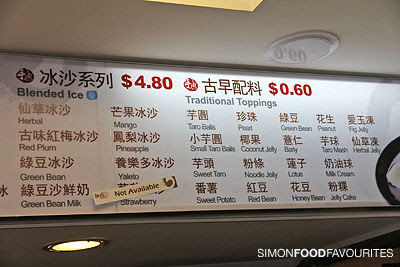 冰沙系列 $4.80
Blended Ice
仙草冰沙 芒果冰沙
Herbal Mango
古味紅梅冰沙 鳳梨冰沙
Red Plum Pineapple
綠豆冰沙 養樂多冰沙
Green Bean Yaleto
冰 綠豆沙鮮奶 Not Available
Green Bean Milk Strawberry
古早配料 $0.60
Traditional Toppings
芋圓 珍珠 綠豆 花生 愛玉凍
Taro Balls Pearl Green Bean Peanut Fig Jelly
小芋圓 椰果 薏仁 芋球 仙草凍
Small Taro Balls Coconut Jelly Barley Taro Mash Herbal Jelly
芋頭 粉條 蓮子 奶油球
Sweet Taro Noodle Jelly Lotus Milk Cream
番薯 紅豆 花豆 粉粿
Sweet Potato Red Bean Honey Bean Jelly Cake
SIMONFOODFAVOURITES